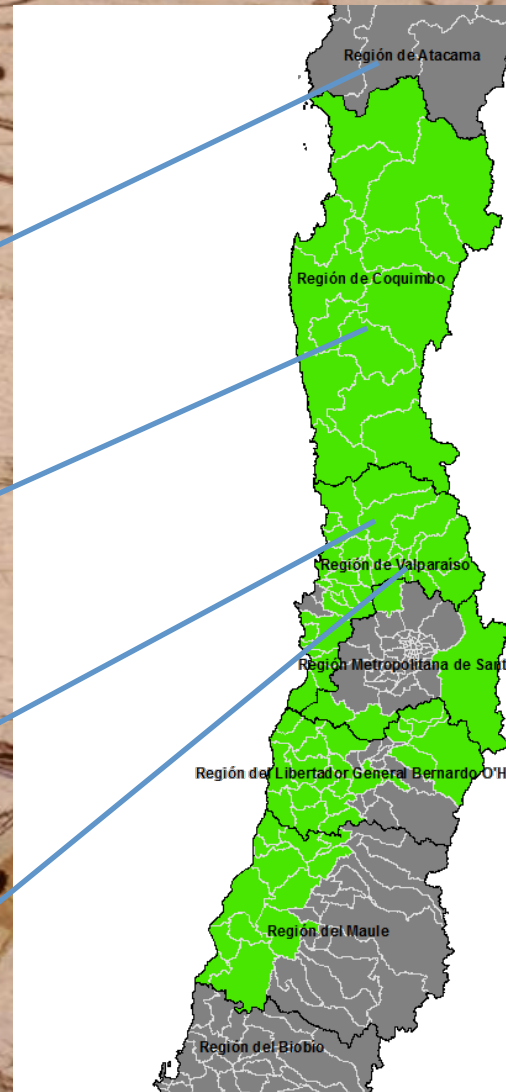 Región de Atacama
Región de Coquimbo
Región de Valparaíso
Región Metropolitana de Sant
Región del Libertador General Bernardo O'H
Región del Maule
Región del Biobío